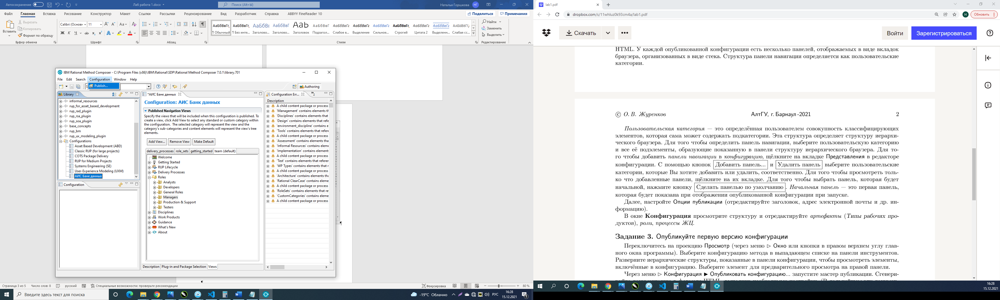 Автосохранение
Лаб работа 1.docx
Поиск (Alt+Ы)
Наталья Горшкова НГ
Файл Главная Вставка Рисование Конструктор Макет Ссылки Рассылки Рецензирование Вид Разработчик Справка ABBYY FineReader 10
Поделиться Примечания
Вставить
Вырезать
Копировать
Формат по образцу
Calibri (Основн 11
Буфер обмена Шрифт Абзац Стили Редактирование
¶ Обычный ¶ Без инте... Заголово... Заголово... Заголовок Подзагол... Слабое в... Выделение Сильное... Строгий Цитата 2 Выделенн... Слабая сс...
Найти
Заменить
Выделить
IBM Rational Method Composer - C:\Program Files (x86)\IBM\Rational\SDP\Rational Method Composer 7.0.1\library.701
File Edit Search Configuration Window Help
Publish...
Authoring
Library
informal_resources
rup_for_asset_based_development
rup_rad_plugin
rup_rsa_plugin
rup_soa_plugin
base_concepts
rup_bm
rup_ux_modeling_plugin
Configurations
Asset Based Development (ABD)
Classic RUP (for large projects)
COTS Package Delivery
RUP for Medium Projects
Systems Engineering (SE)
User-Experience Modeling (UXM)
АИС Банк данных
Configuration
*АИС Банк данных
Configuration: АИС Банк данных
Published Navigation Views
Specify the views that will be included when this configuration is published. To
create a view, click Add View to select any standard or custom category within
the configuration. The selected category will represent the view and the
category's sub-categories and content elements will represent the view's tree
elements.
Add View... Remove View Make Default
delivery_processes role_sets getting_started team (default)
Welcome
Getting Started
RUP Lifecycle
Delivery Processes
Roles
Analysts
Developers
General Roles
Managers
Production & Support
Testers
Disciplines
Work Products
Guidance
What's New
About
Description Plug-in and Package Selection Views
Configuration Err...
Description
A child content package or process
'Management' contains elements th
'Disciplines' contains elements that
'Design' contains elements that refe
'environment_discipline' contains e
'Tools' contains elements that refere
A child content package or process
'Assessment' contains elements tha
'Informal Resources' contains eleme
'Implementation' contains elements
A child content package or process
'Test' contains elements that referer
'WP Types' contains elements that r
A child content package or process
'Architecture' contains elements tha
'Rational ClearCase' contains eleme
A child content package or process
'RoleSets' contains elements that re
'CustomCategories' contains eleme
A child content package or process
Страница 3 из 5 Число слов: 8 русский Специальные возможности: проверьте рекомендации
Фокусировка 80 %
Введите здесь текст для поиска
-19°C Облачно РУС 16:28
15.12.2021
lab1.pdf
dropbox.com/s/11whluz0k93cm4a/lab1.pdf
Н Обновить
Скачать
Войти Зарегистрироваться
HTML. У каждой опубликованной конфигурации есть несколько панелей, отображаемых в виде вкладок
браузера, организованных в виде стека. Структура панели навигации определяется как пользовательские
категории.
© О. В. Журенков АлтГУ, г. Барнаул -2021 2
Пользовательская категория — это определённая пользователем совокупность классифицирующих
элементов, которая сама может содержать подкатегории. Эта структура определяет структуру иерархи-
ческого браузера. Для того чтобы определить панель навигации, выберите пользовательскую категорию
и все её подэлементы, образующие показанную в панели структуру иерархического браузера. Для то-
го чтобы добавить панели навигации в конфигурацию, щёлкните на вкладке Представления в редакторе
конфигурации. С помощью кнопок Добавить панель... и Удалить панель выберите пользовательские
категории, которые Вы хотите добавить или удалить, соответственно. Для того чтобы просмотреть толь-
ко что добавленные панели, щёлкните на их вкладке. Для того чтобы выбрать панель, которая будет
начальной, нажмите кнопку Сделать панелью по умолчанию. Начальная панель — это первая панель,
которая будет показана при отображении опубликованной конфигурации при запуске.
Далее, настройте Опции публикации (отредактируйте заголовок, адрес электронной почты и др. ин-
формацию).
В окне Конфигурация просмотрите структуру и отредактируйте артефакты (Типы рабочих про-
дуктов), роли, процессы ЖЦ.
Задание 3. Опубликуйте первую версию конфигурации
Переключитесь на проекцию Просмотр (через меню ▷ Окно или кнопки в правом верхнем углу глав-
ного окна программы). Выберите конфигурацию метода в выпадающем списке на панели инструментов.
Разверните иерархические структуры, показанные в панели конфигурации, чтобы просмотреть элементы,
включённые в конфигурацию. Выберите элемент для предварительного просмотра на правой панели.
Через меню ▷ Конфигурация ▶ Опубликовать конфигурацию... запустите мастер публикации. Сгенери-
16:28
15.12.2021